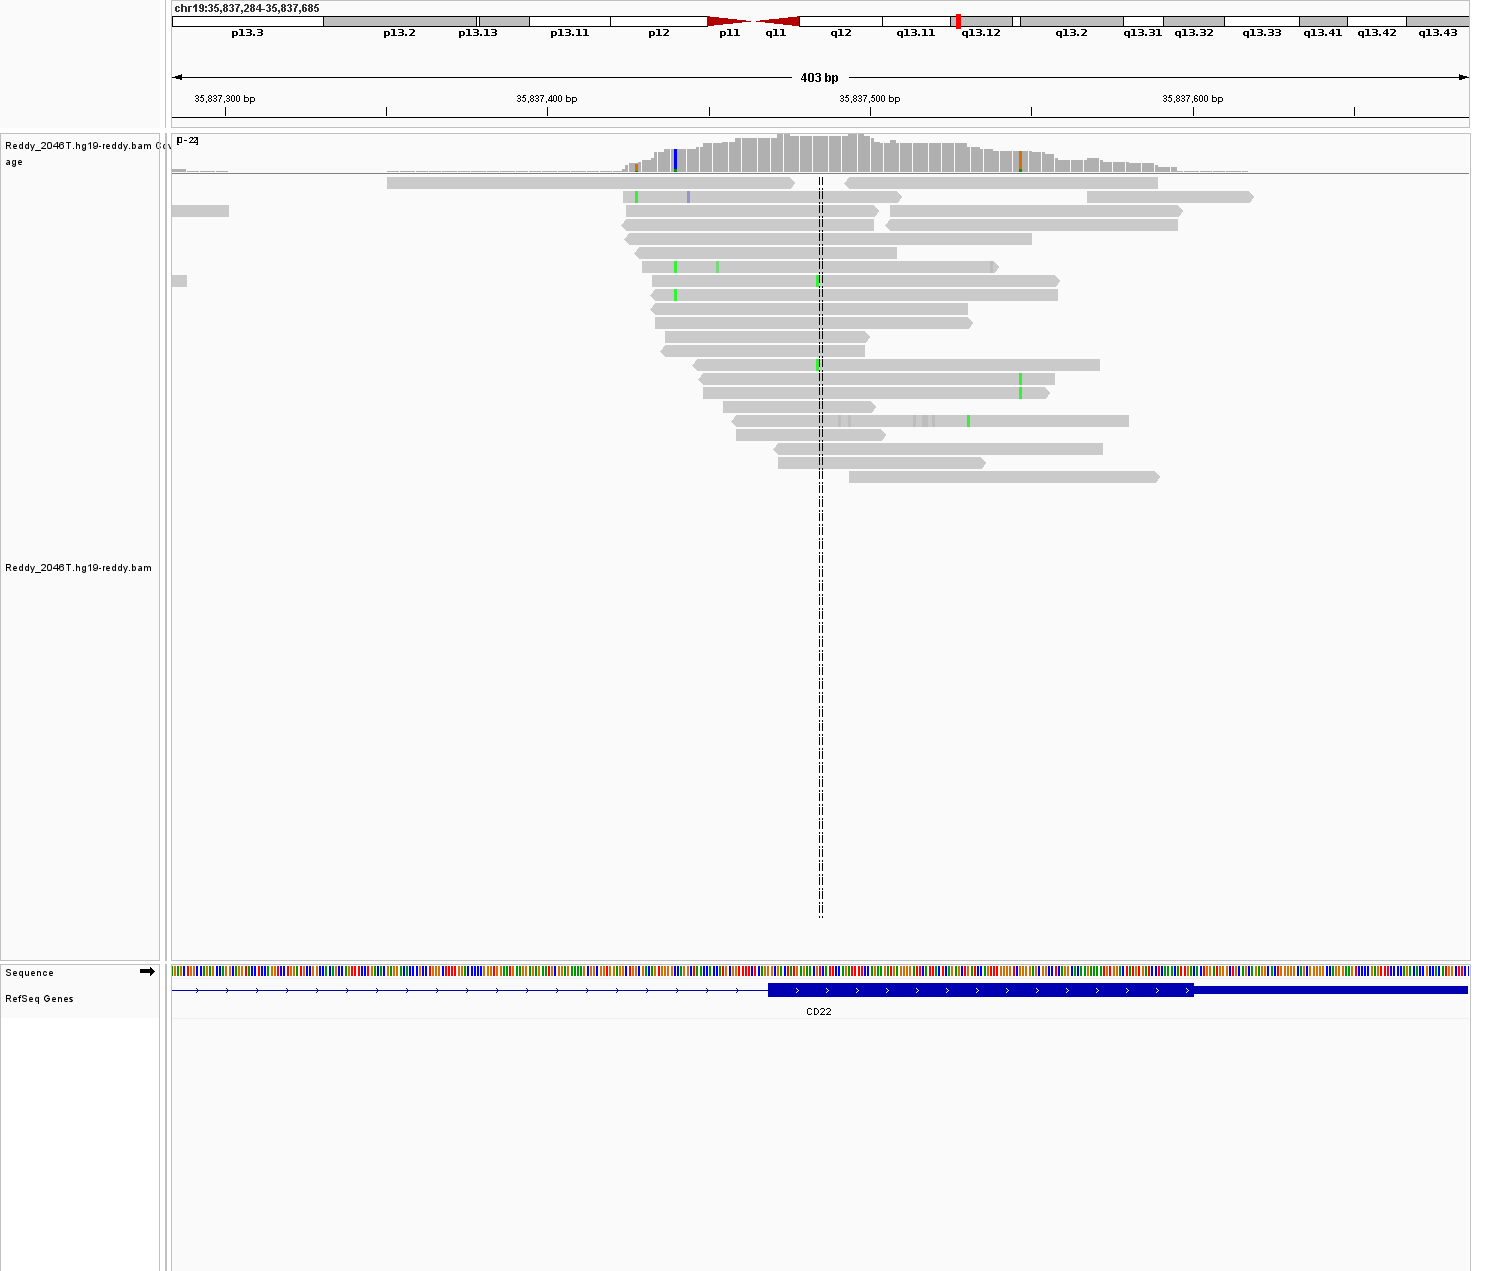 chr19:35,837,284-35,837,685
p13.3 p13.2 p13.13 p13.11 p12 p11 q11 q12 q13.11 q13.12 q13.2 q13.31 q13.32 q13.33 q13.41 q13.42 q13.43
403 bp
35,837,300 bp 35,837,400 bp 35,837,500 bp 35,837,600 bp
Reddy_2046T.hg19-reddy.bam Cov
age
[0 - 22]
Reddy_2046T.hg19-reddy.bam
Sequence
RefSeq Genes
CD22